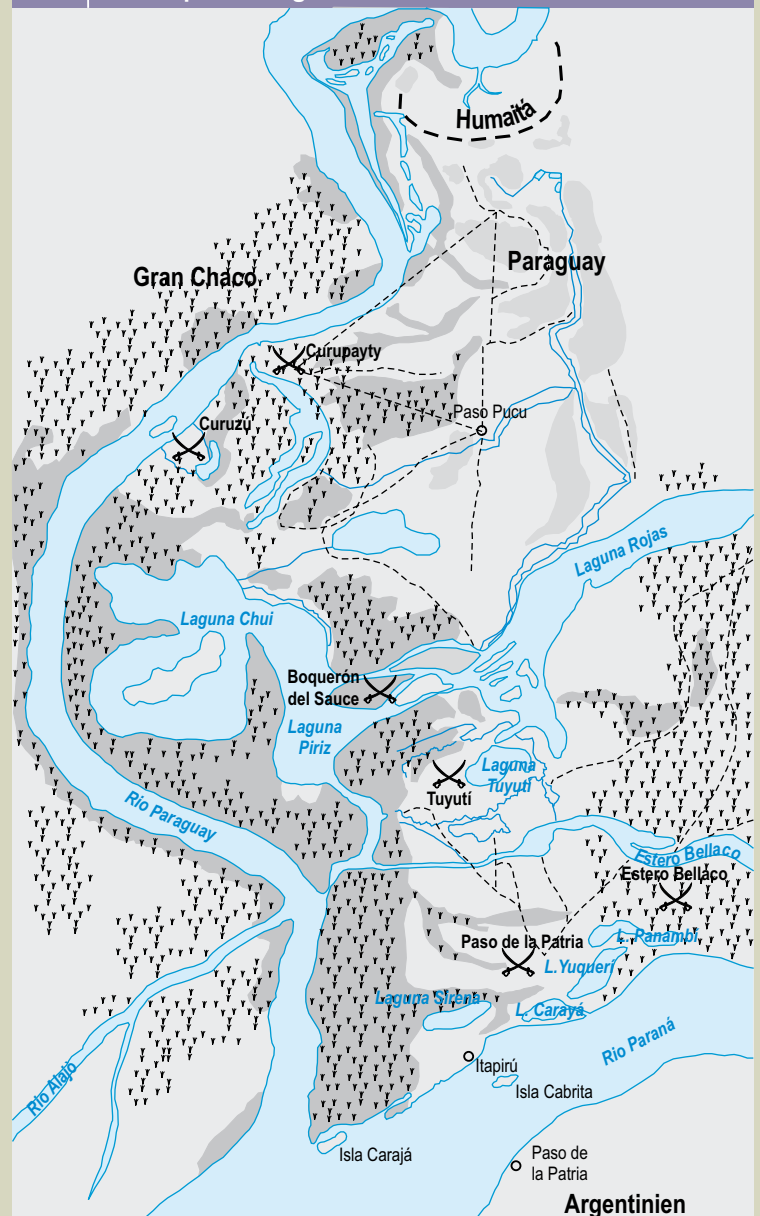 Humaitá
Paraguay
Gran Chaco
Curupayty
Paso Pucu
Curuzú
Laguna Rojas
Laguna Chui
Boquerón
del Sauce
Laguna
Piriz
Laguna
Tuyutí
Tuyutí
Rio Paraguay
Estero Bellaco
Estero Bellaco
L. Panambi
Paso de la Patria
L.Yuquerí
Laguna Sirena
L. Carayá
Rio Paraná
Rio Alajò
Itapirú
Isla Cabrita
Isla Carajá
Paso de
la Patria
Argentinien